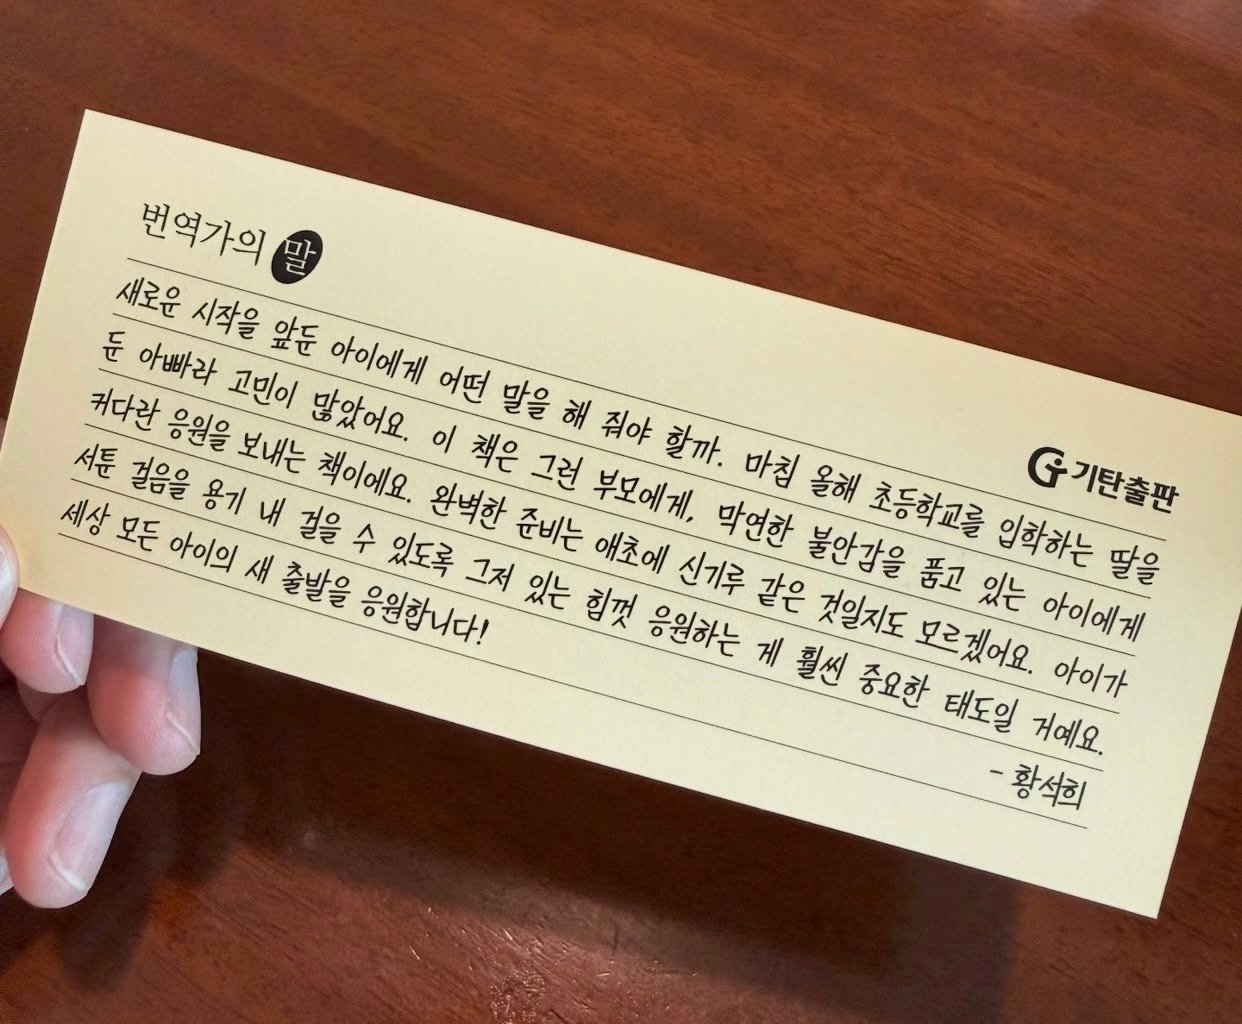 번역가의 말
기탄출판
새로운 시작을 앞둔 아이에게 어떤 말을 해 줘야 할까. 마침 올해 초등학교를 입학하는 딸을
둔 아빠라 고민이 많았어요. 이 책은 그런 부모에게, 막연한 불안감을 품고 있는 아이에게
커다란 응원을 보내는 책이에요. 완벽한 준비는 애초에 신기루 같은 것일지도 모르겠어요. 아이가
서툰 걸음을 용기 내 걸을 수 있도록 그저 있는 힘껏 응원하는 게 훨씬 중요한 태도일 거예요.
세상 모든 아이의 새 출발을 응원합니다!
- 황석희